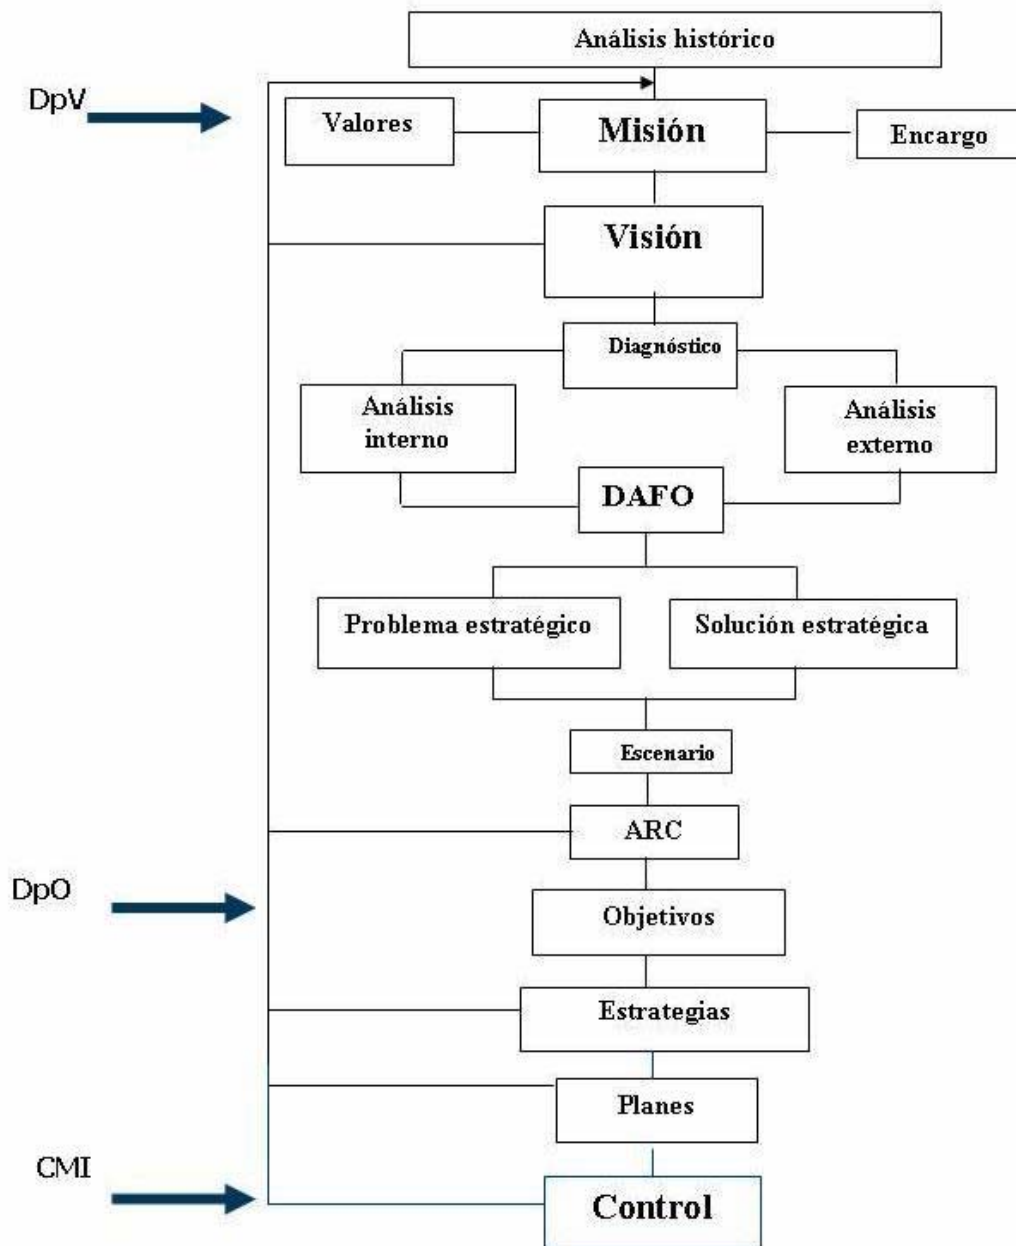 Análisis histórico
DpV
Valores
Misión
Encargo
Visión
Diagnóstico
Análisis
interno
Análisis
externo
DAFO
Problema estratégico
Solución estratégica
Escenario
ARC
DpO
Objetivos
Estrategias
Planes
CMI
Control